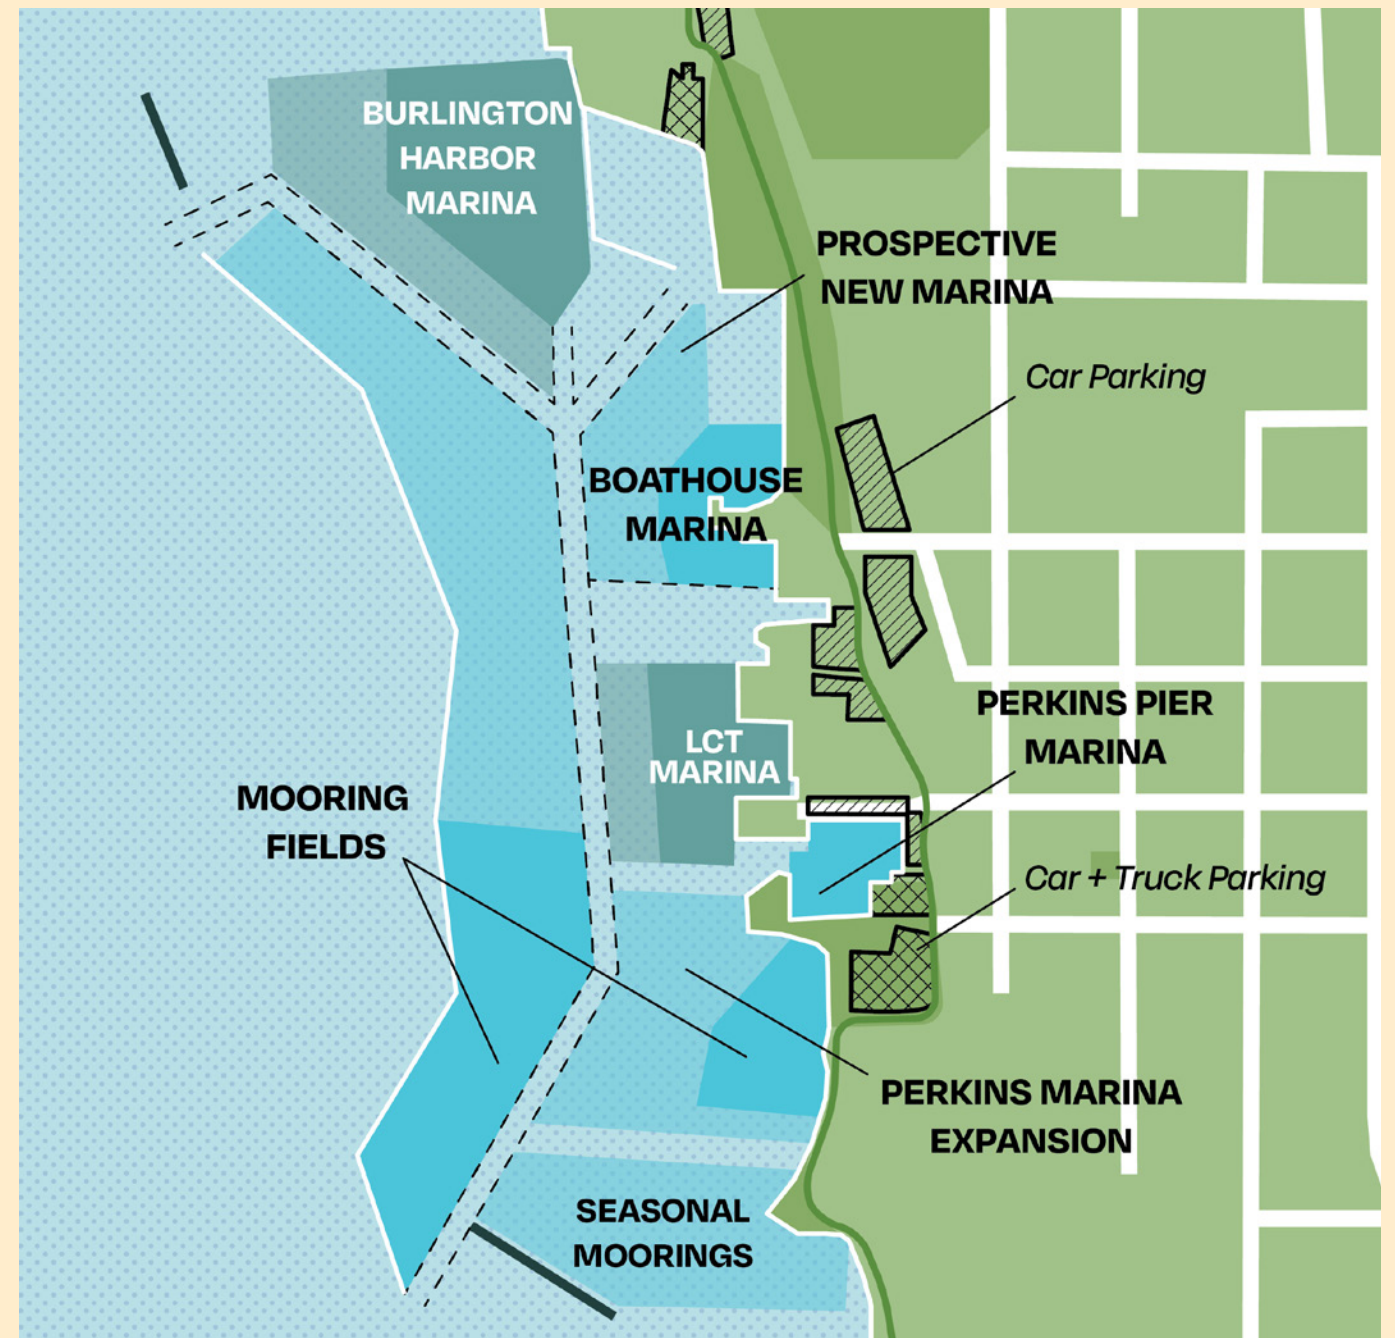 BURLINGTON
HARBOR
MARINA
PROSPECTIVE
NEW MARINA
Car Parking
BOATHOUSE
MARINA
PERKINS PIER
MARINA
LCT
MARINA
MOORING
FIELDS
Car + Truck Parking
PERKINS MARINA
EXPANSION
SEASONAL
MOORINGS